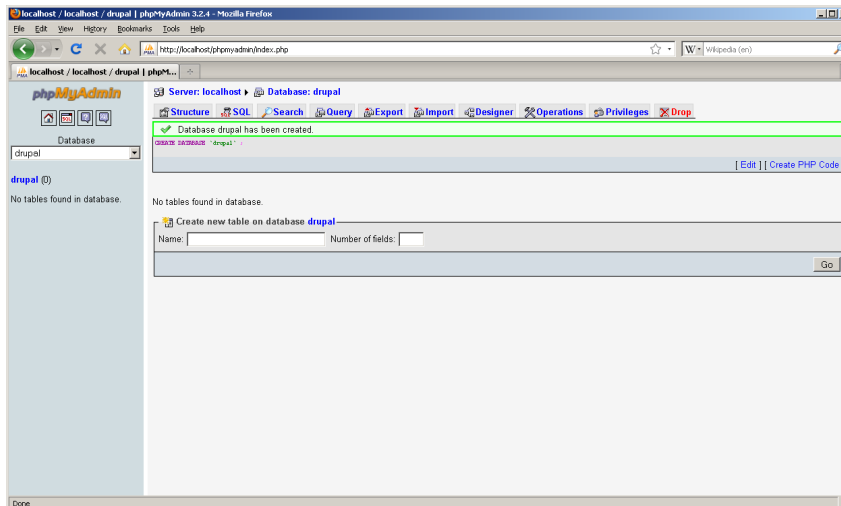 localhost / localhost / drupal | phpMyAdmin 3.2.4 - Mozilla Firefox
File Edit View History Bookmarks Tools Help
http://localhost/phpmyadmin/index.php
W Wikipedia (en)
localhost / localhost / drupal | phpM...
phpMyAdmin
Database
drupal
drupal (0)
No tables found in database.
Server: localhost Database: drupal
Structure SQL Search Query Export Import Designer Operations Privileges Drop
Database drupal has been created.
CREATE DATABASE `drupal` ;
[ Edit ] [ Create PHP Code
No tables found in database.
Create new table on database drupal
Name: Number of fields:
Go
Done